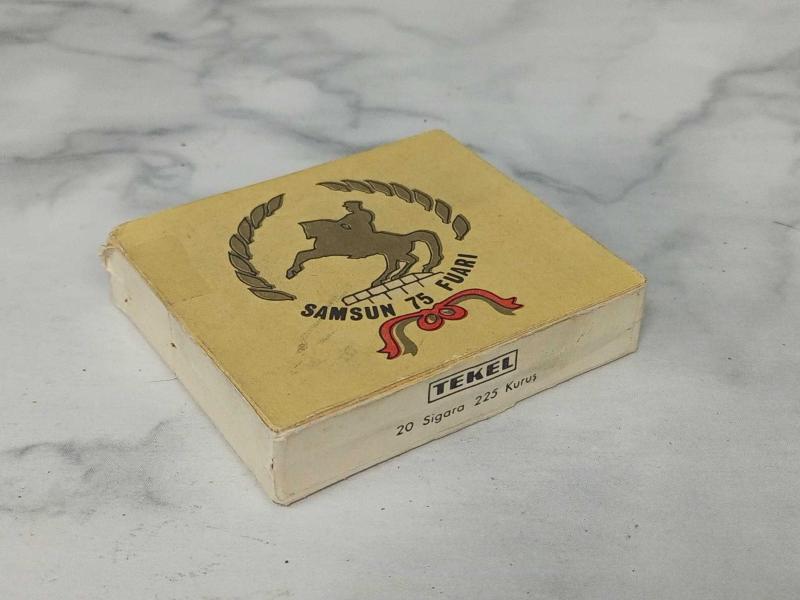 SAMSUN 75 FUARI
TEKEL
20 Sigara 225 Kuruş